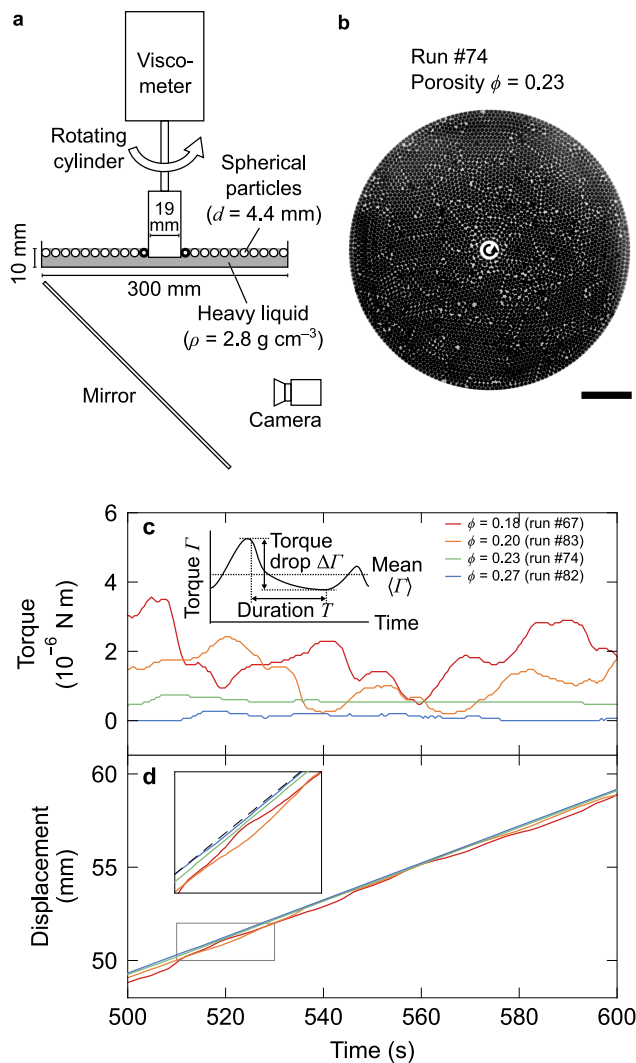 a
Visco-
meter
Rotating
cylinder
Spherical
particles
(d = 4.4 mm)
19
mm
10 mm
300 mm
Heavy liquid
(ρ = 2.8 g cm⁻³)
Mirror
Camera
b
Run #74
Porosity ϕ = 0.23
c
Torque
(10⁻⁶ N m)
6
4
2
0
Torque Γ
Torque
drop ΔΓ
Mean
⟨Γ⟩
Duration T
Time
ϕ = 0.18 (run #67)
ϕ = 0.20 (run #83)
ϕ = 0.23 (run #74)
ϕ = 0.27 (run #82)
d
Displacement
(mm)
60
55
50
500 520 540 560 580 600
Time (s)